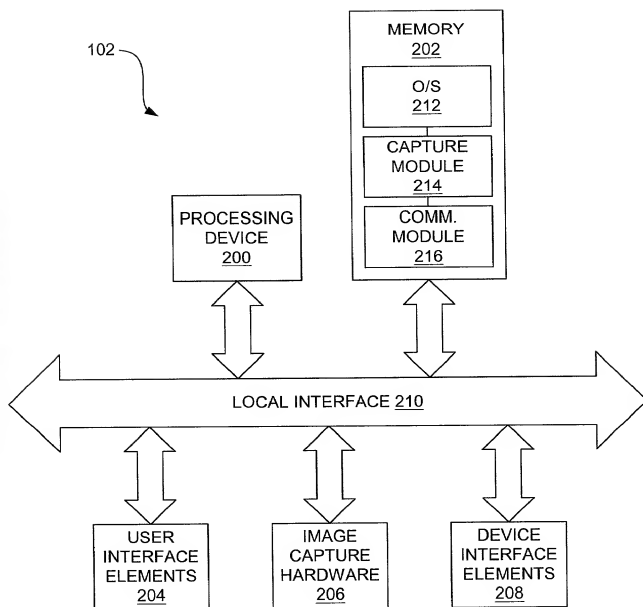 102
MEMORY
202
O/S
212
CAPTURE
MODULE
214
COMM.
MODULE
216
PROCESSING
DEVICE
200
LOCAL INTERFACE 210
USER
INTERFACE
ELEMENTS 204
IMAGE
CAPTURE
HARDWARE
206
DEVICE
INTERFACE
ELEMENTS 208